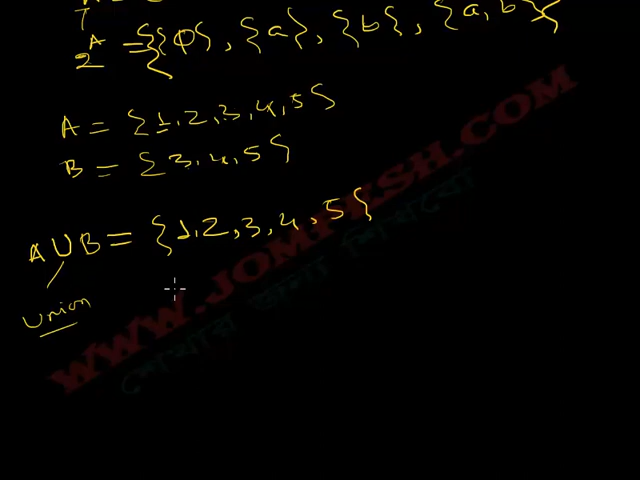 2^A = {{Φ}, {a}, {b}, {a, b}}
A = {1, 2, 3, 4, 5}
B = {3, 4, 5}
A ∪ B = {1, 2, 3, 4, 5}
Union
WWW.JOMPESH.COM